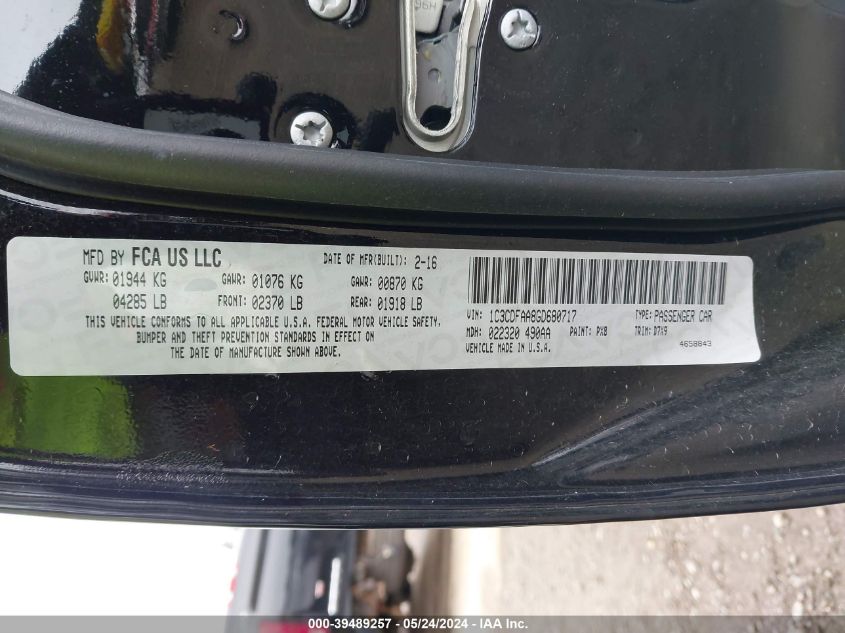 96H
MFD BY FCA US LLC
DATE OF MFR(BUILT): 2-16
GVWR: 01944 KG GAWR: 01076 KG GAWR: 00870 KG
04285 LB FRONT: 02370 LB REAR: 01918 LB
THIS VEHICLE CONFORMS TO ALL APPLICABLE U.S.A. FEDERAL MOTOR VEHICLE SAFETY,
BUMPER AND THEFT PREVENTION STANDARDS IN EFFECT ON
THE DATE OF MANUFACTURE SHOWN ABOVE.
VIN: 1C3CDFAA8GD680717 TYPE: PASSENGER CAR
MDH: 022320 490AA PAINT: PX8 TRIM: D7X9
VEHICLE MADE IN U.S.A. 4658843
000-39489257 - 05/24/2024 - IAA Inc.